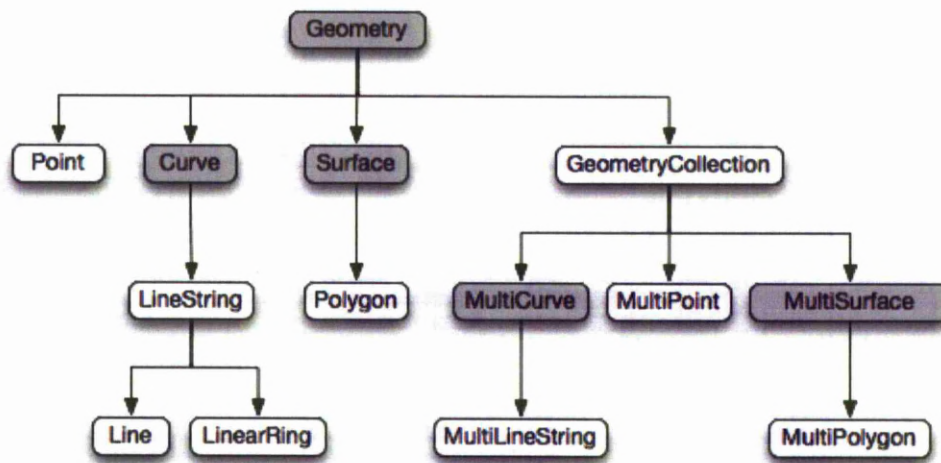 Geometry
Point
Curve
Surface
GeometryCollection
LineString
Polygon
MultiCurve
MultiPoint
MultiSurface
Line
LinearRing
MultiLineString
MultiPolygon